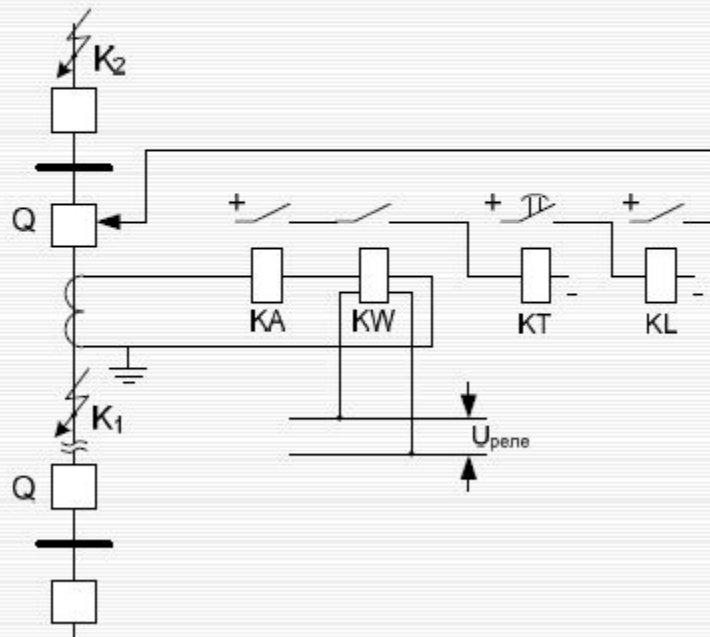 K₂
Q
+ + +
KA KW KT - KL -
K₁
Uреле
Q